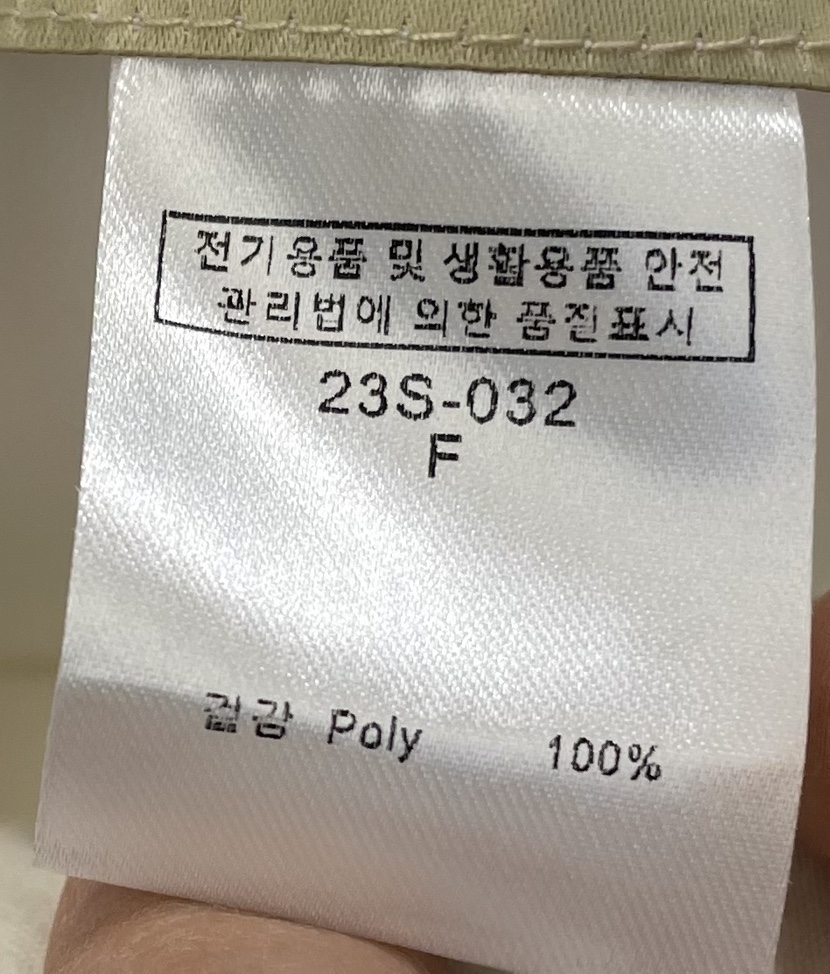 전기용품 및 생활용품 안전
관리법에 의한 품질표시
23S-032
F
겉감 Poly 100%